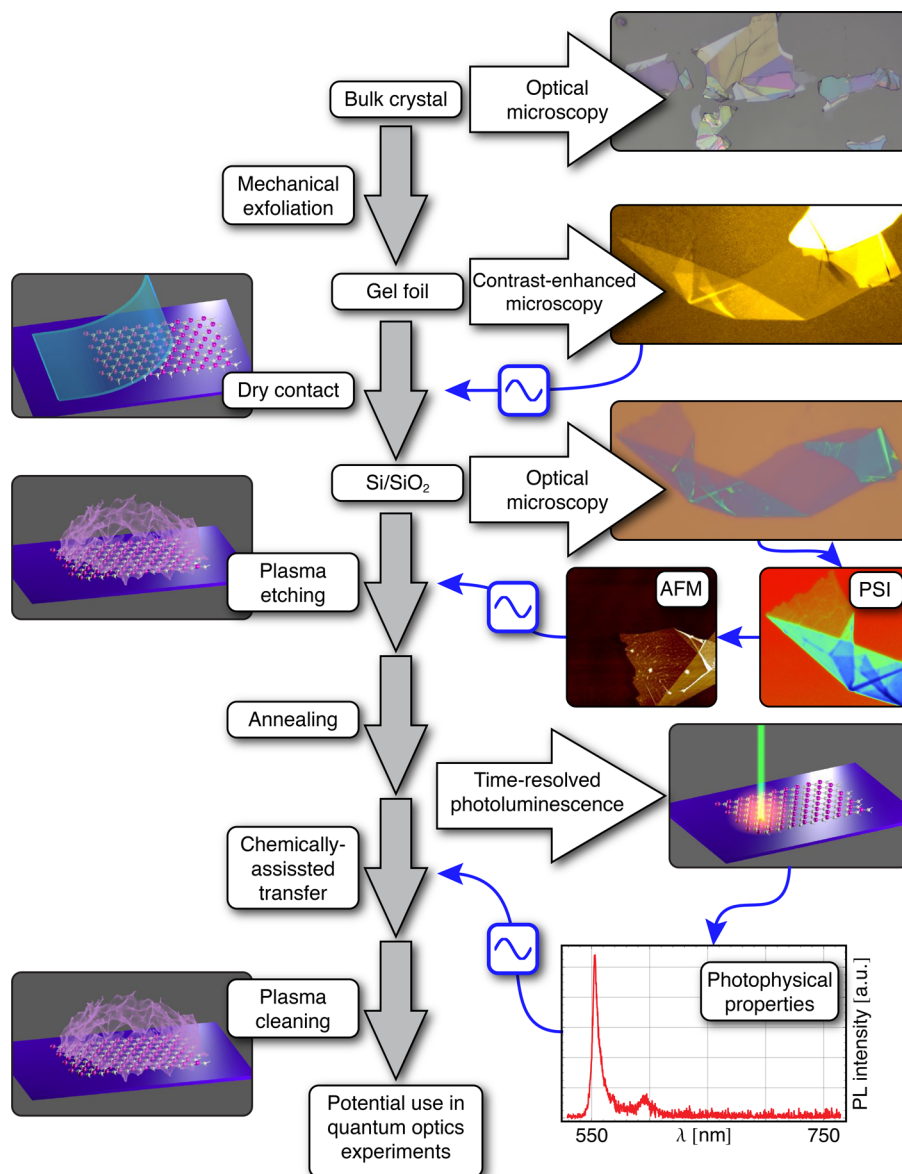 Bulk crystal
Optical
microscopy
Mechanical
exfoliation
Gel foil
Contrast-enhanced
microscopy
Dry contact
Si/SiO₂
Optical
microscopy
Plasma
etching
AFM
PSI
Annealing
Time-resolved
photoluminescence
Chemically-
assissted
transfer
Photophysical
properties
PL intensity [a.u.]
550
λ [nm]
750
Plasma
cleaning
Potential use in
quantum optics
experiments